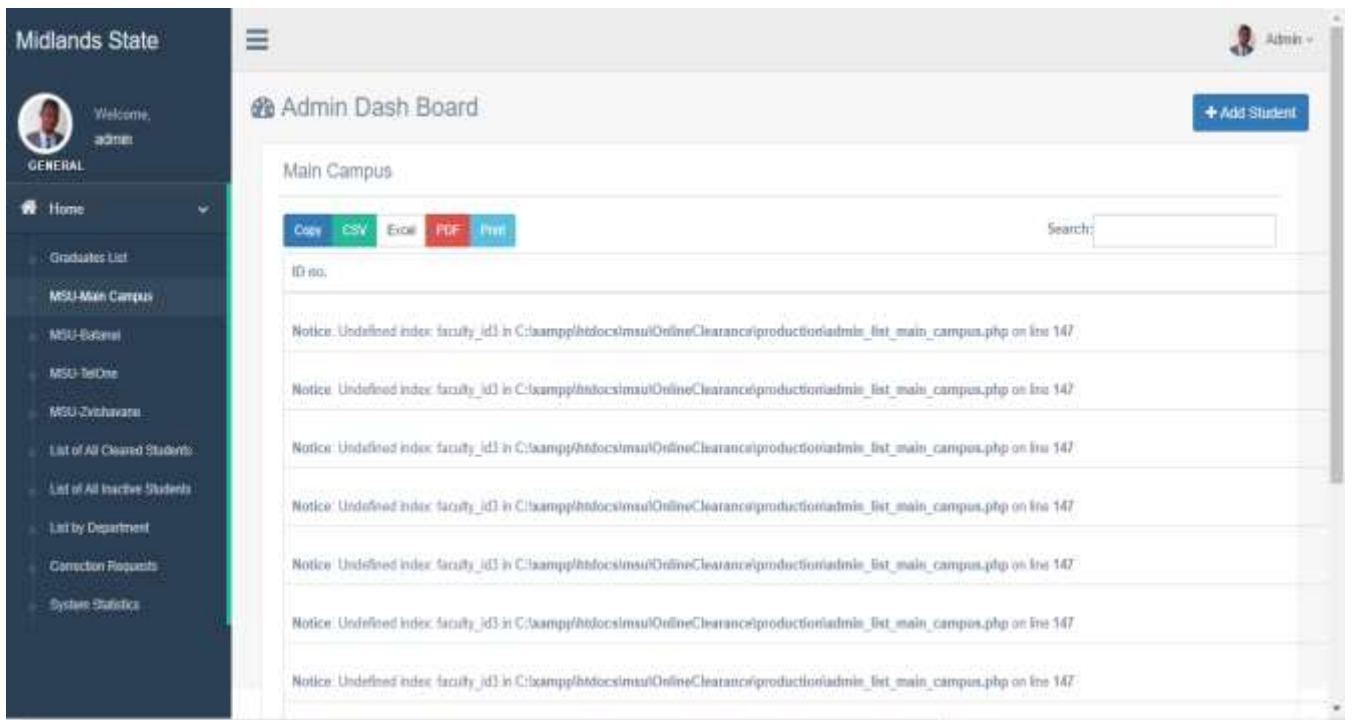 Midlands State
Admin
Welcome,
admin
GENERAL
Home
Graduates List
MSU-Main Campus
MSU-Batanai
MSU-TelOne
MSU-Zvishavane
List of All Cleared Students
List of All Inactive Students
List by Department
Correction Requests
System Statistics
Admin Dash Board
+ Add Student
Main Campus
Copy CSV Excel PDF Print
Search:
ID no.
Notice: Undefined index: faculty_id3 in C:\xampp\htdocs\msu\OnlineClearance\production\admin_list_main_campus.php on line 147
Notice: Undefined index: faculty_id3 in C:\xampp\htdocs\msu\OnlineClearance\production\admin_list_main_campus.php on line 147
Notice: Undefined index: faculty_id3 in C:\xampp\htdocs\msu\OnlineClearance\production\admin_list_main_campus.php on line 147
Notice: Undefined index: faculty_id3 in C:\xampp\htdocs\msu\OnlineClearance\production\admin_list_main_campus.php on line 147
Notice: Undefined index: faculty_id3 in C:\xampp\htdocs\msu\OnlineClearance\production\admin_list_main_campus.php on line 147
Notice: Undefined index: faculty_id3 in C:\xampp\htdocs\msu\OnlineClearance\production\admin_list_main_campus.php on line 147
Notice: Undefined index: faculty_id3 in C:\xampp\htdocs\msu\OnlineClearance\production\admin_list_main_campus.php on line 147